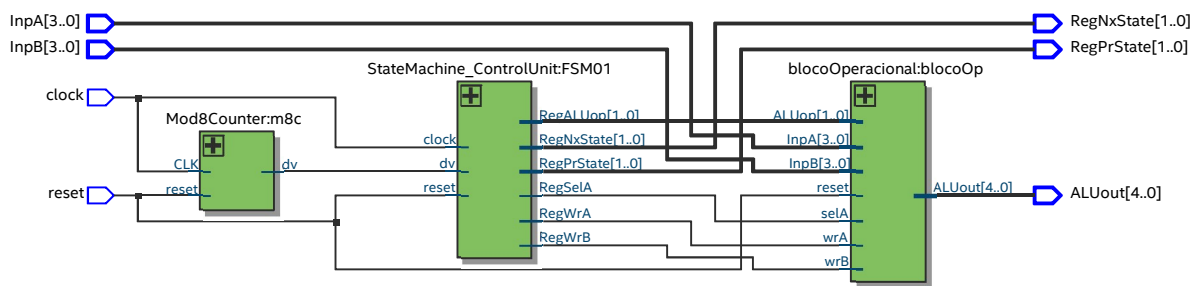 InpA[3..0]
RegNxState[1..0]
InpB[3..0]
RegPrState[1..0]
StateMachine_ControlUnit:FSM01
blocoOperacional:blocoOp
clock
Mod8Counter:m8c
RegALUop[1..0]
ALUop[1..0]
clock
RegNxState[1..0]
InpA[3..0]
CLK
dv
dv
RegPrState[1..0]
InpB[3..0]
reset
reset
reset
RegSelA
reset
ALUout[4..0]
ALUout[4..0]
RegWrA
selA
RegWrB
wrA
wrB